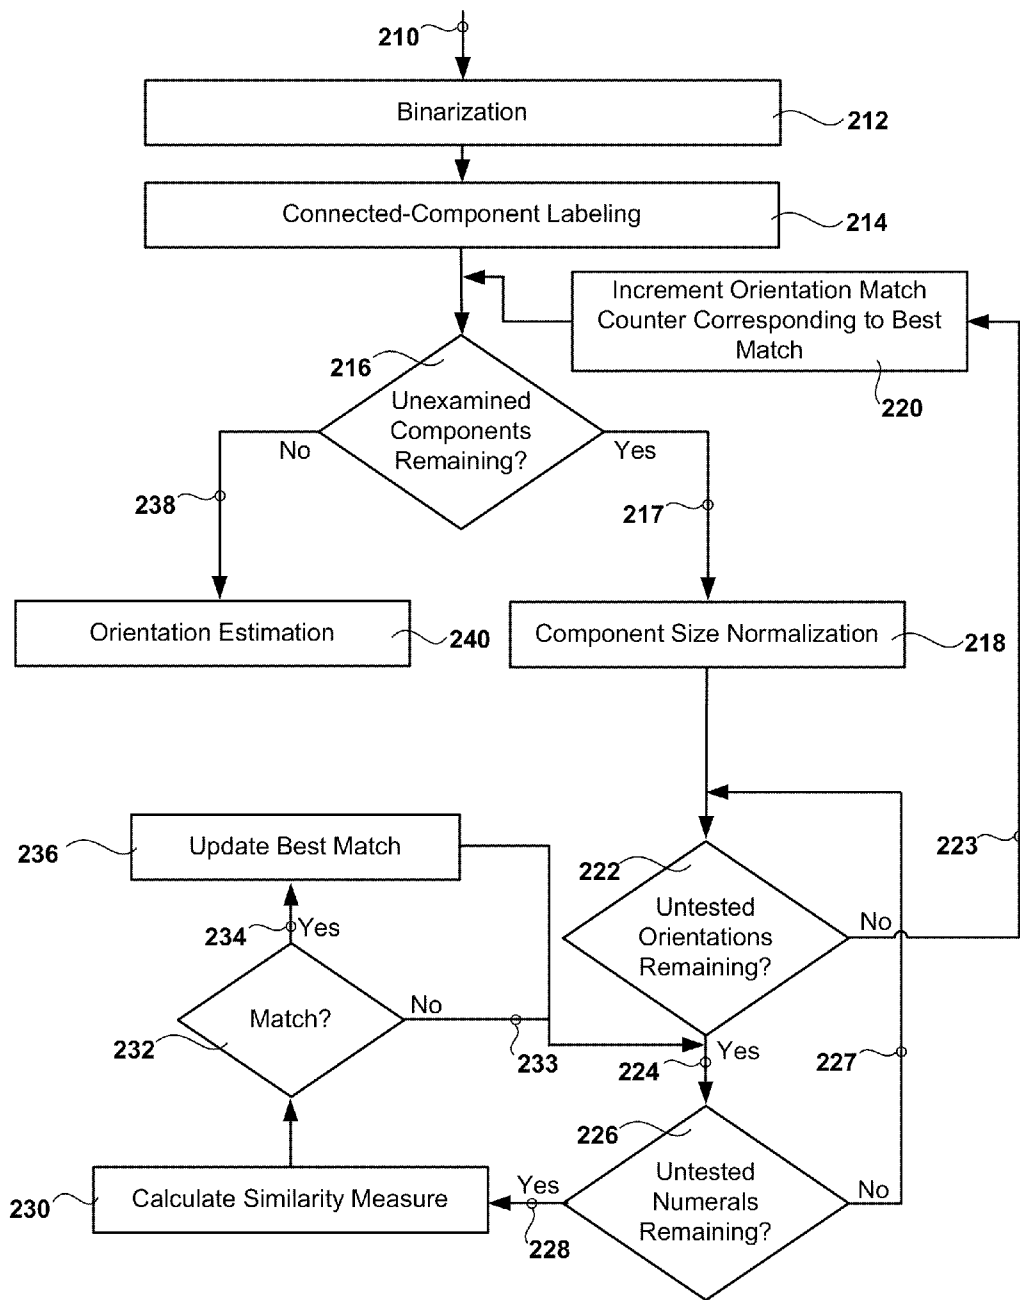 210
Binarization
212
Connected-Component Labeling
214
Increment Orientation Match
Counter Corresponding to Best
Match
220
216
Unexamined
Components
Remaining?
No
Yes
238
217
Orientation Estimation
240
Component Size Normalization
218
236
Update Best Match
223
222
Untested
Orientations
Remaining?
No
234
Yes
Match?
No
232
233
Yes
224
227
226
Untested
Numerals
Remaining?
No
Yes
228
Calculate Similarity Measure
230